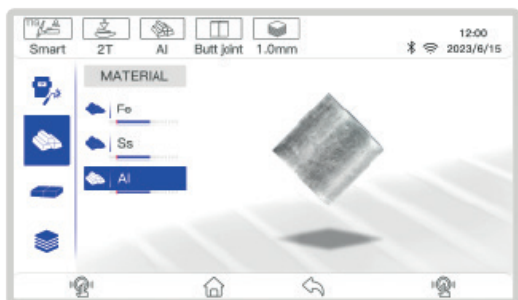 Smart
2T
Al
Butt joint
1.0mm
12:00
2023/6/15
MATERIAL
Fe
Ss
Al